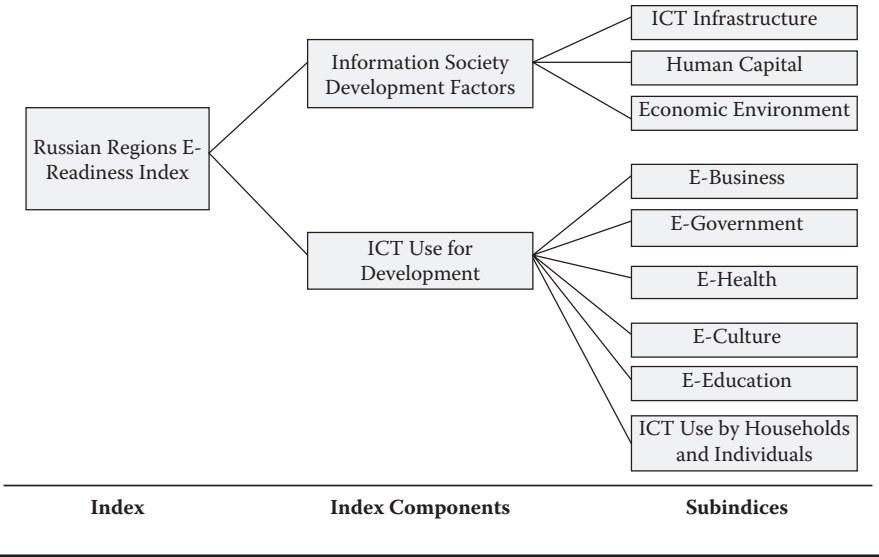 Russian Regions E-
Readiness Index
Information Society
Development Factors
ICT Use for
Development
ICT Infrastructure
Human Capital
Economic Environment
E-Business
E-Government
E-Health
E-Culture
E-Education
ICT Use by Households
and Individuals
Index
Index Components
Subindices